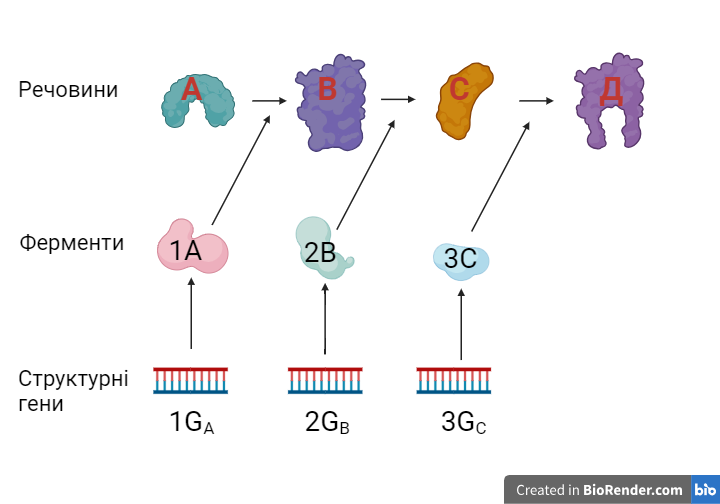 Речовини
А В С Д
Ферменти
1А 2В 3С
Структурні
гени
1GA 2GB 3GC
Created in BioRender.com bio